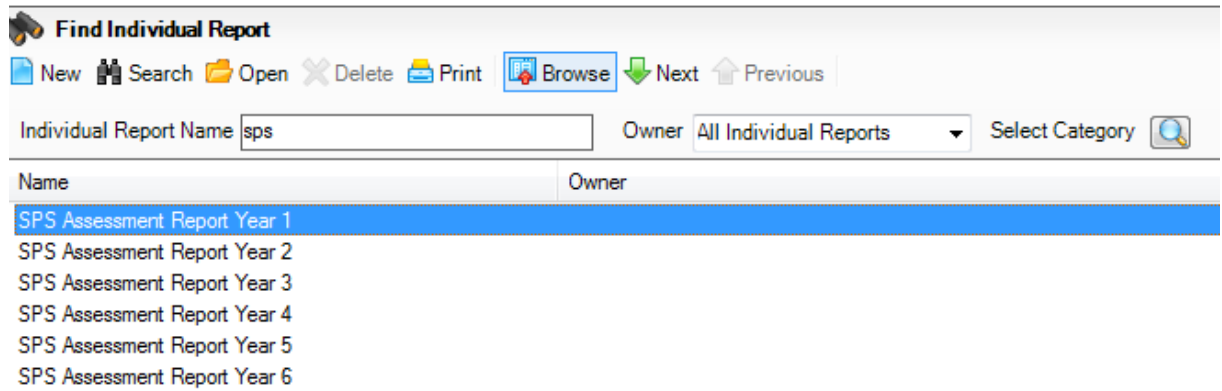 Find Individual Report
New Search Open Delete Print Browse Next Previous
Individual Report Name sps Owner All Individual Reports Select Category
Name Owner
SPS Assessment Report Year 1
SPS Assessment Report Year 2
SPS Assessment Report Year 3
SPS Assessment Report Year 4
SPS Assessment Report Year 5
SPS Assessment Report Year 6